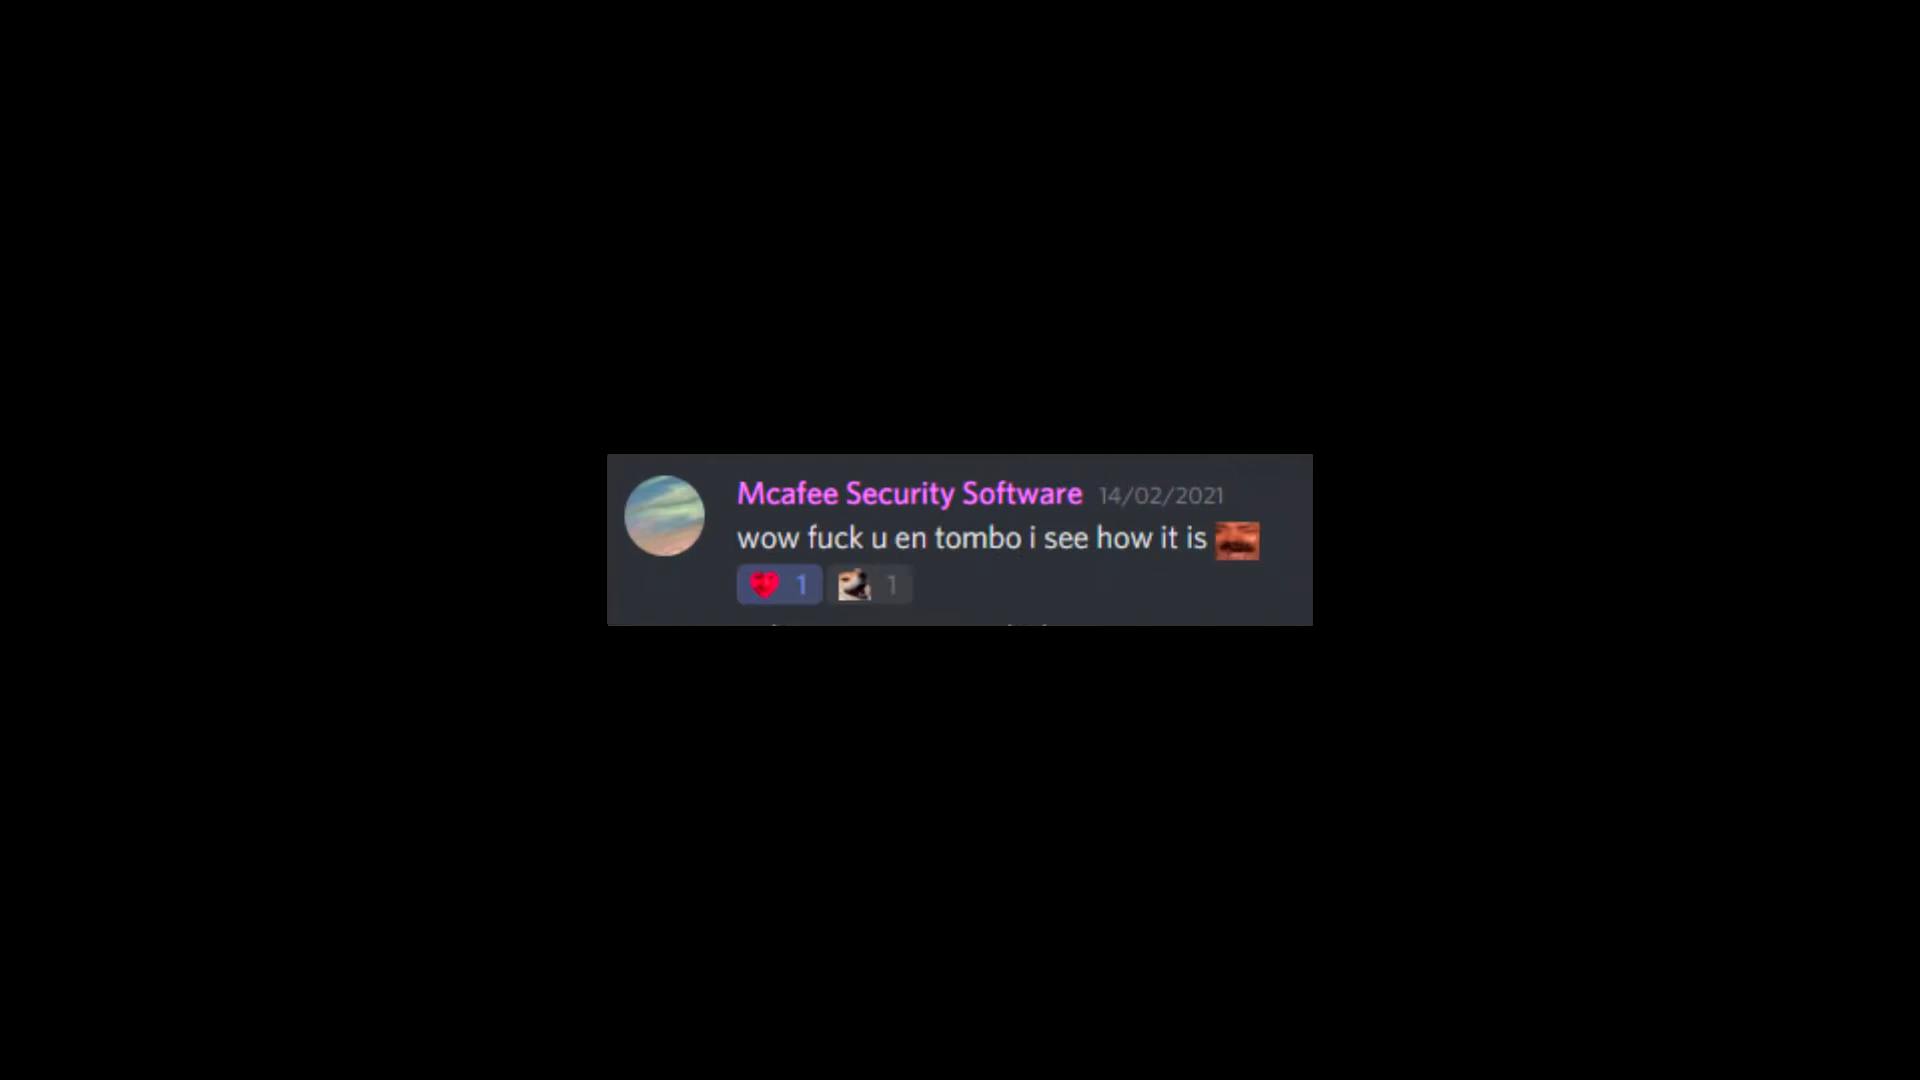 Mcafee Security Software 14/02/2021
wow fuck u en tombo i see how it is
1 1